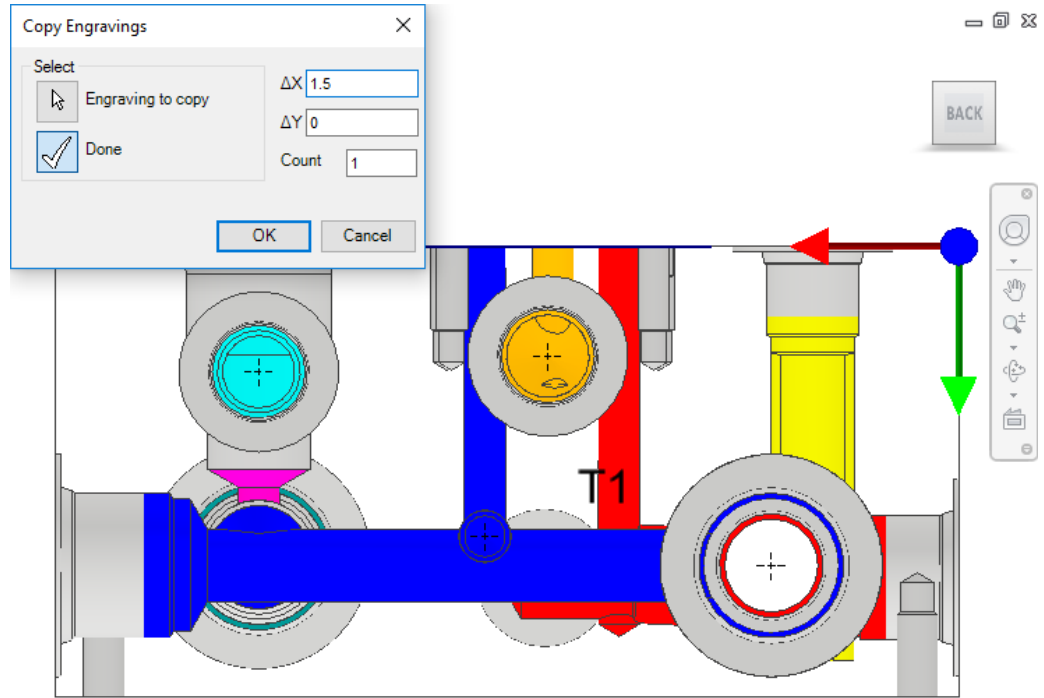 Copy Engravings
Select
Engraving to copy
Done
ΔX 1.5
ΔY 0
Count 1
OK Cancel
BACK
T1